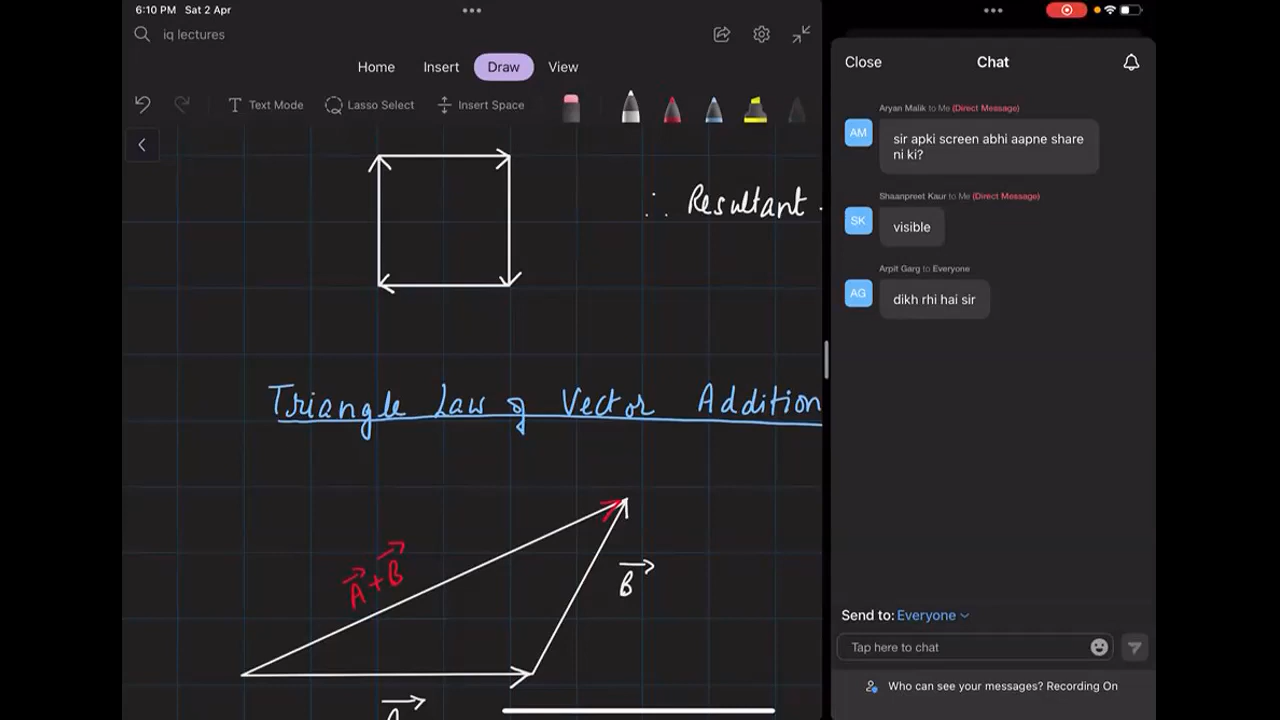 6:10 PM Sat 2 Apr
iq lectures
Home Insert Draw View
Text Mode Lasso Select Insert Space
∴ Resultant
Triangle Law of Vector Addition
A+B
B
A
Close Chat
Aryan Malik to Me (Direct Message)
AM
sir apki screen abhi aapne share
ni ki?
Shaanpreet Kaur to Me (Direct Message)
SK
visible
Arpit Garg to Everyone
AG
dikh rhi hai sir
Send to: Everyone
Tap here to chat
Who can see your messages? Recording On